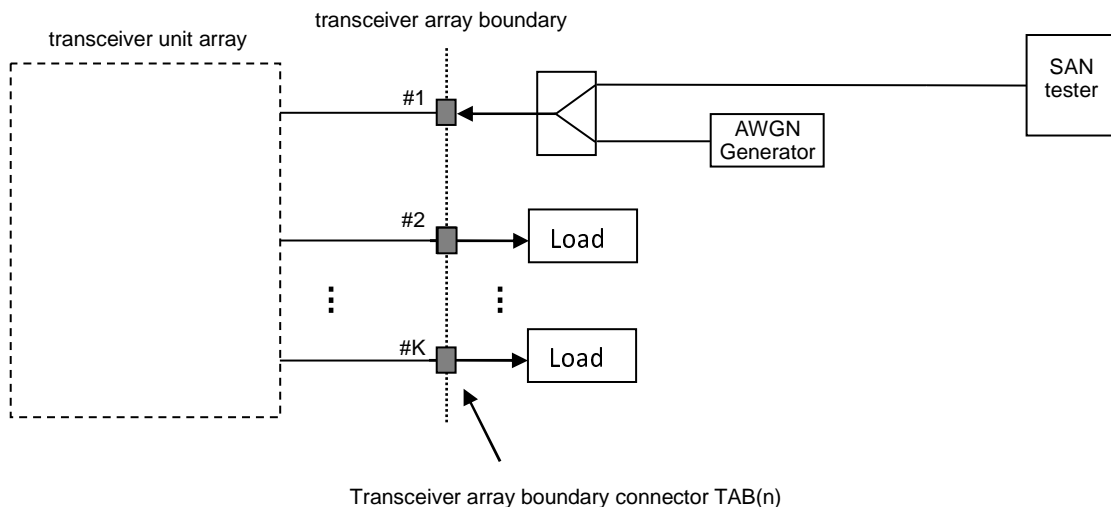 transceiver array boundary
transceiver unit array
SAN
tester
#1
AWGN
Generator
#2
Load
#K
Load
Transceiver array boundary connector TAB(n)